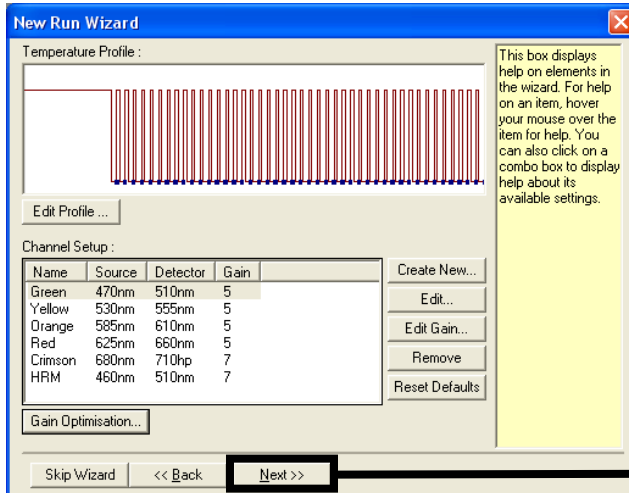 New Run Wizard
Temperature Profile :
This box displays
help on elements in
the wizard. For help
on an item, hover
your mouse over the
item for help. You
can also click on a
combo box to display
help about its
available settings.
Edit Profile ...
Channel Setup :
Name Source Detector Gain
Green 470nm 510nm 5
Yellow 530nm 555nm 5
Orange 585nm 610nm 5
Red 625nm 660nm 5
Crimson 680nm 710hp 7
HRM 460nm 510nm 7
Create New...
Edit...
Edit Gain...
Remove
Reset Defaults
Gain Optimisation...
Skip Wizard
<< Back
Next >>